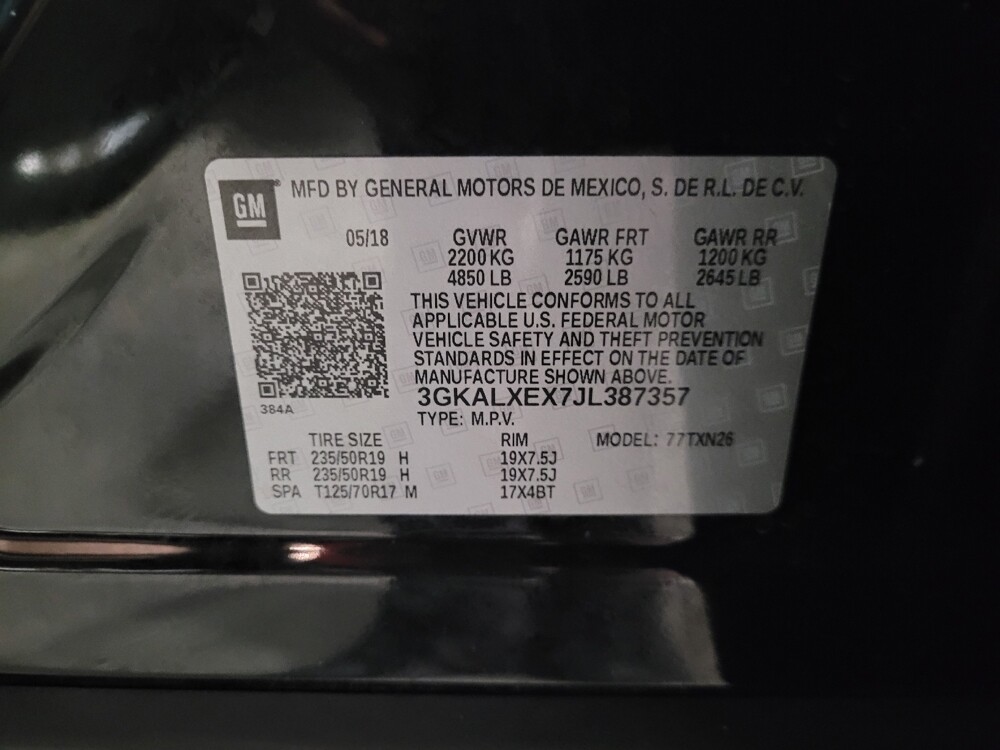 GM
MFD BY GENERAL MOTORS DE MEXICO, S. DE R.L. DE C.V.
05/18 GVWR GAWR FRT GAWR RR
2200 KG 1175 KG 1200 KG
4850 LB 2590 LB 2645 LB
THIS VEHICLE CONFORMS TO ALL
APPLICABLE U.S. FEDERAL MOTOR
VEHICLE SAFETY AND THEFT PREVENTION
STANDARDS IN EFFECT ON THE DATE OF
MANUFACTURE SHOWN ABOVE.
3GKALXEX7JL387357
384A
TYPE: M.P.V.
TIRE SIZE RIM MODEL: 77TXN26
FRT 235/50R19 H 19X7.5J
RR 235/50R19 H 19X7.5J
SPA T125/70R17 M 17X4BT